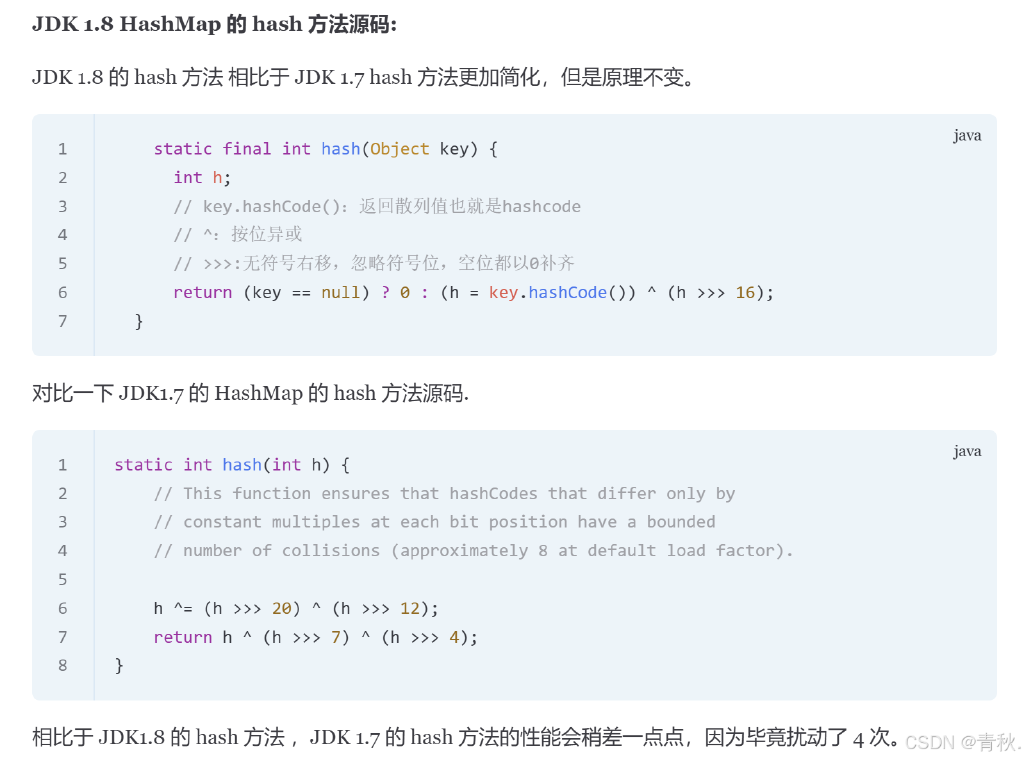 JDK 1.8 HashMap 的 hash 方法源码:
JDK 1.8 的 hash 方法 相比于 JDK 1.7 hash 方法更加简化，但是原理不变。
java
1 static final int hash(Object key) {
2 int h;
3 // key.hashCode()：返回散列值也就是hashcode
4 // ^：按位异或
5 // >>>:无符号右移，忽略符号位，空位都以0补齐
6 return (key == null) ? 0 : (h = key.hashCode()) ^ (h >>> 16);
7 }
对比一下 JDK1.7 的 HashMap 的 hash 方法源码.
java
1 static int hash(int h) {
2 // This function ensures that hashCodes that differ only by
3 // constant multiples at each bit position have a bounded
4 // number of collisions (approximately 8 at default load factor).
5
6 h ^= (h >>> 20) ^ (h >>> 12);
7 return h ^ (h >>> 7) ^ (h >>> 4);
8 }
相比于 JDK1.8 的 hash 方法 ，JDK 1.7 的 hash 方法的性能会稍差一点点，因为毕竟扰动了 4 次。
CSDN @青秋.